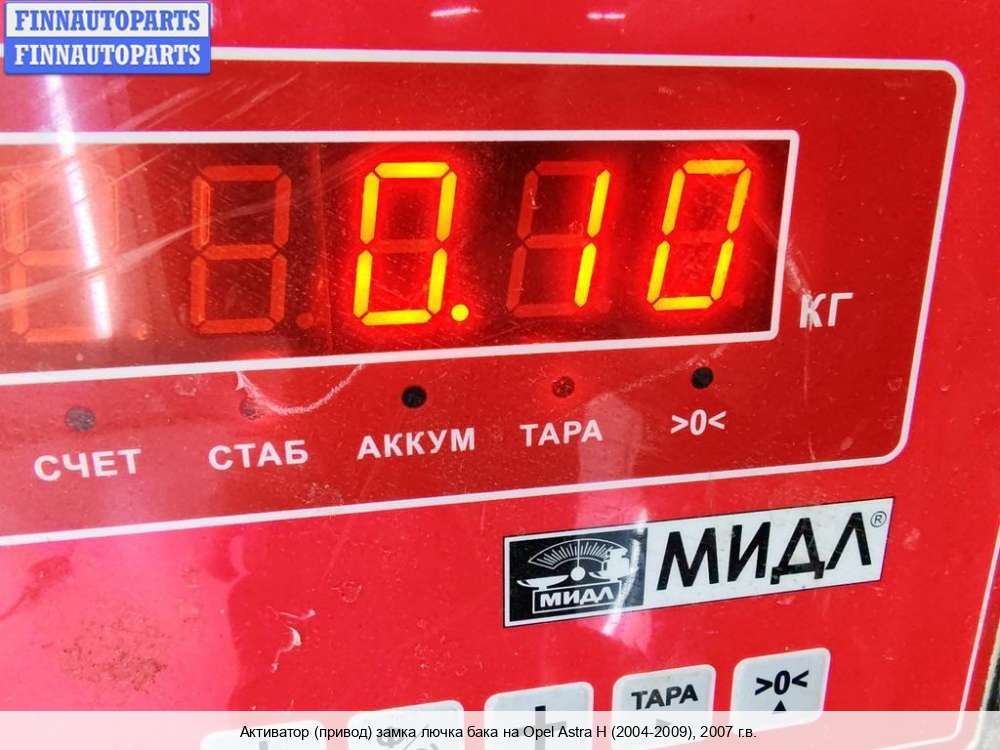 FINNAUTOPARTS
FINNAUTOPARTS
0.10
КГ
СЧЕТ СТАБ АККУМ ТАРА >0<
МИДЛ МИДЛ®
ТАРА >0<
Активатор (привод) замка лючка бака на Opel Astra H (2004-2009), 2007 г.в.